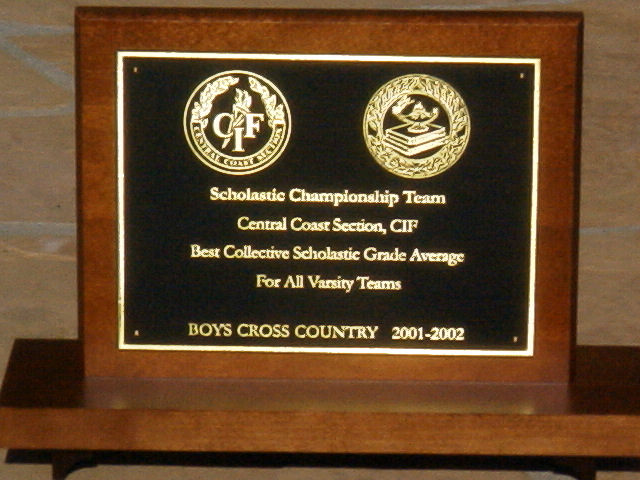 CIF
CENTRAL COAST SECTION
Scholastic Championship Team
Central Coast Section, CIF
Best Collective Scholastic Grade Average
For All Varsity Teams
BOYS CROSS COUNTRY 2001-2002